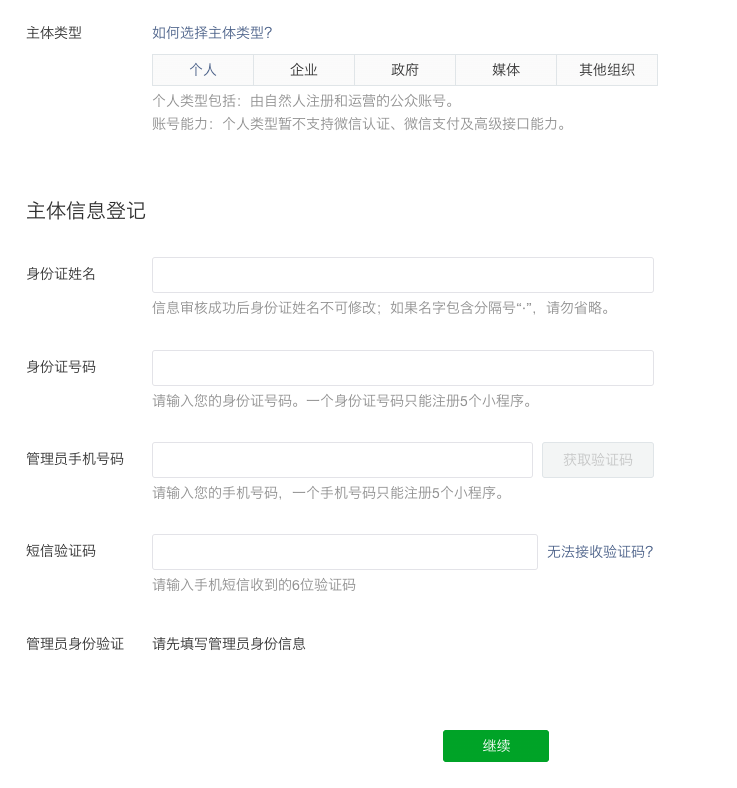 主体类型 如何选择主体类型?
个人 企业 政府 媒体 其他组织
个人类型包括：由自然人注册和运营的公众账号。
账号能力：个人类型暂不支持微信认证、微信支付及高级接口能力。
主体信息登记
身份证姓名
信息审核成功后身份证姓名不可修改；如果名字包含分隔号“·”，请勿省略。
身份证号码
请输入您的身份证号码。一个身份证号码只能注册5个小程序。
管理员手机号码 获取验证码
请输入您的手机号码，一个手机号码只能注册5个小程序。
短信验证码 无法接收验证码?
请输入手机短信收到的6位验证码
管理员身份验证 请先填写管理员身份信息
继续